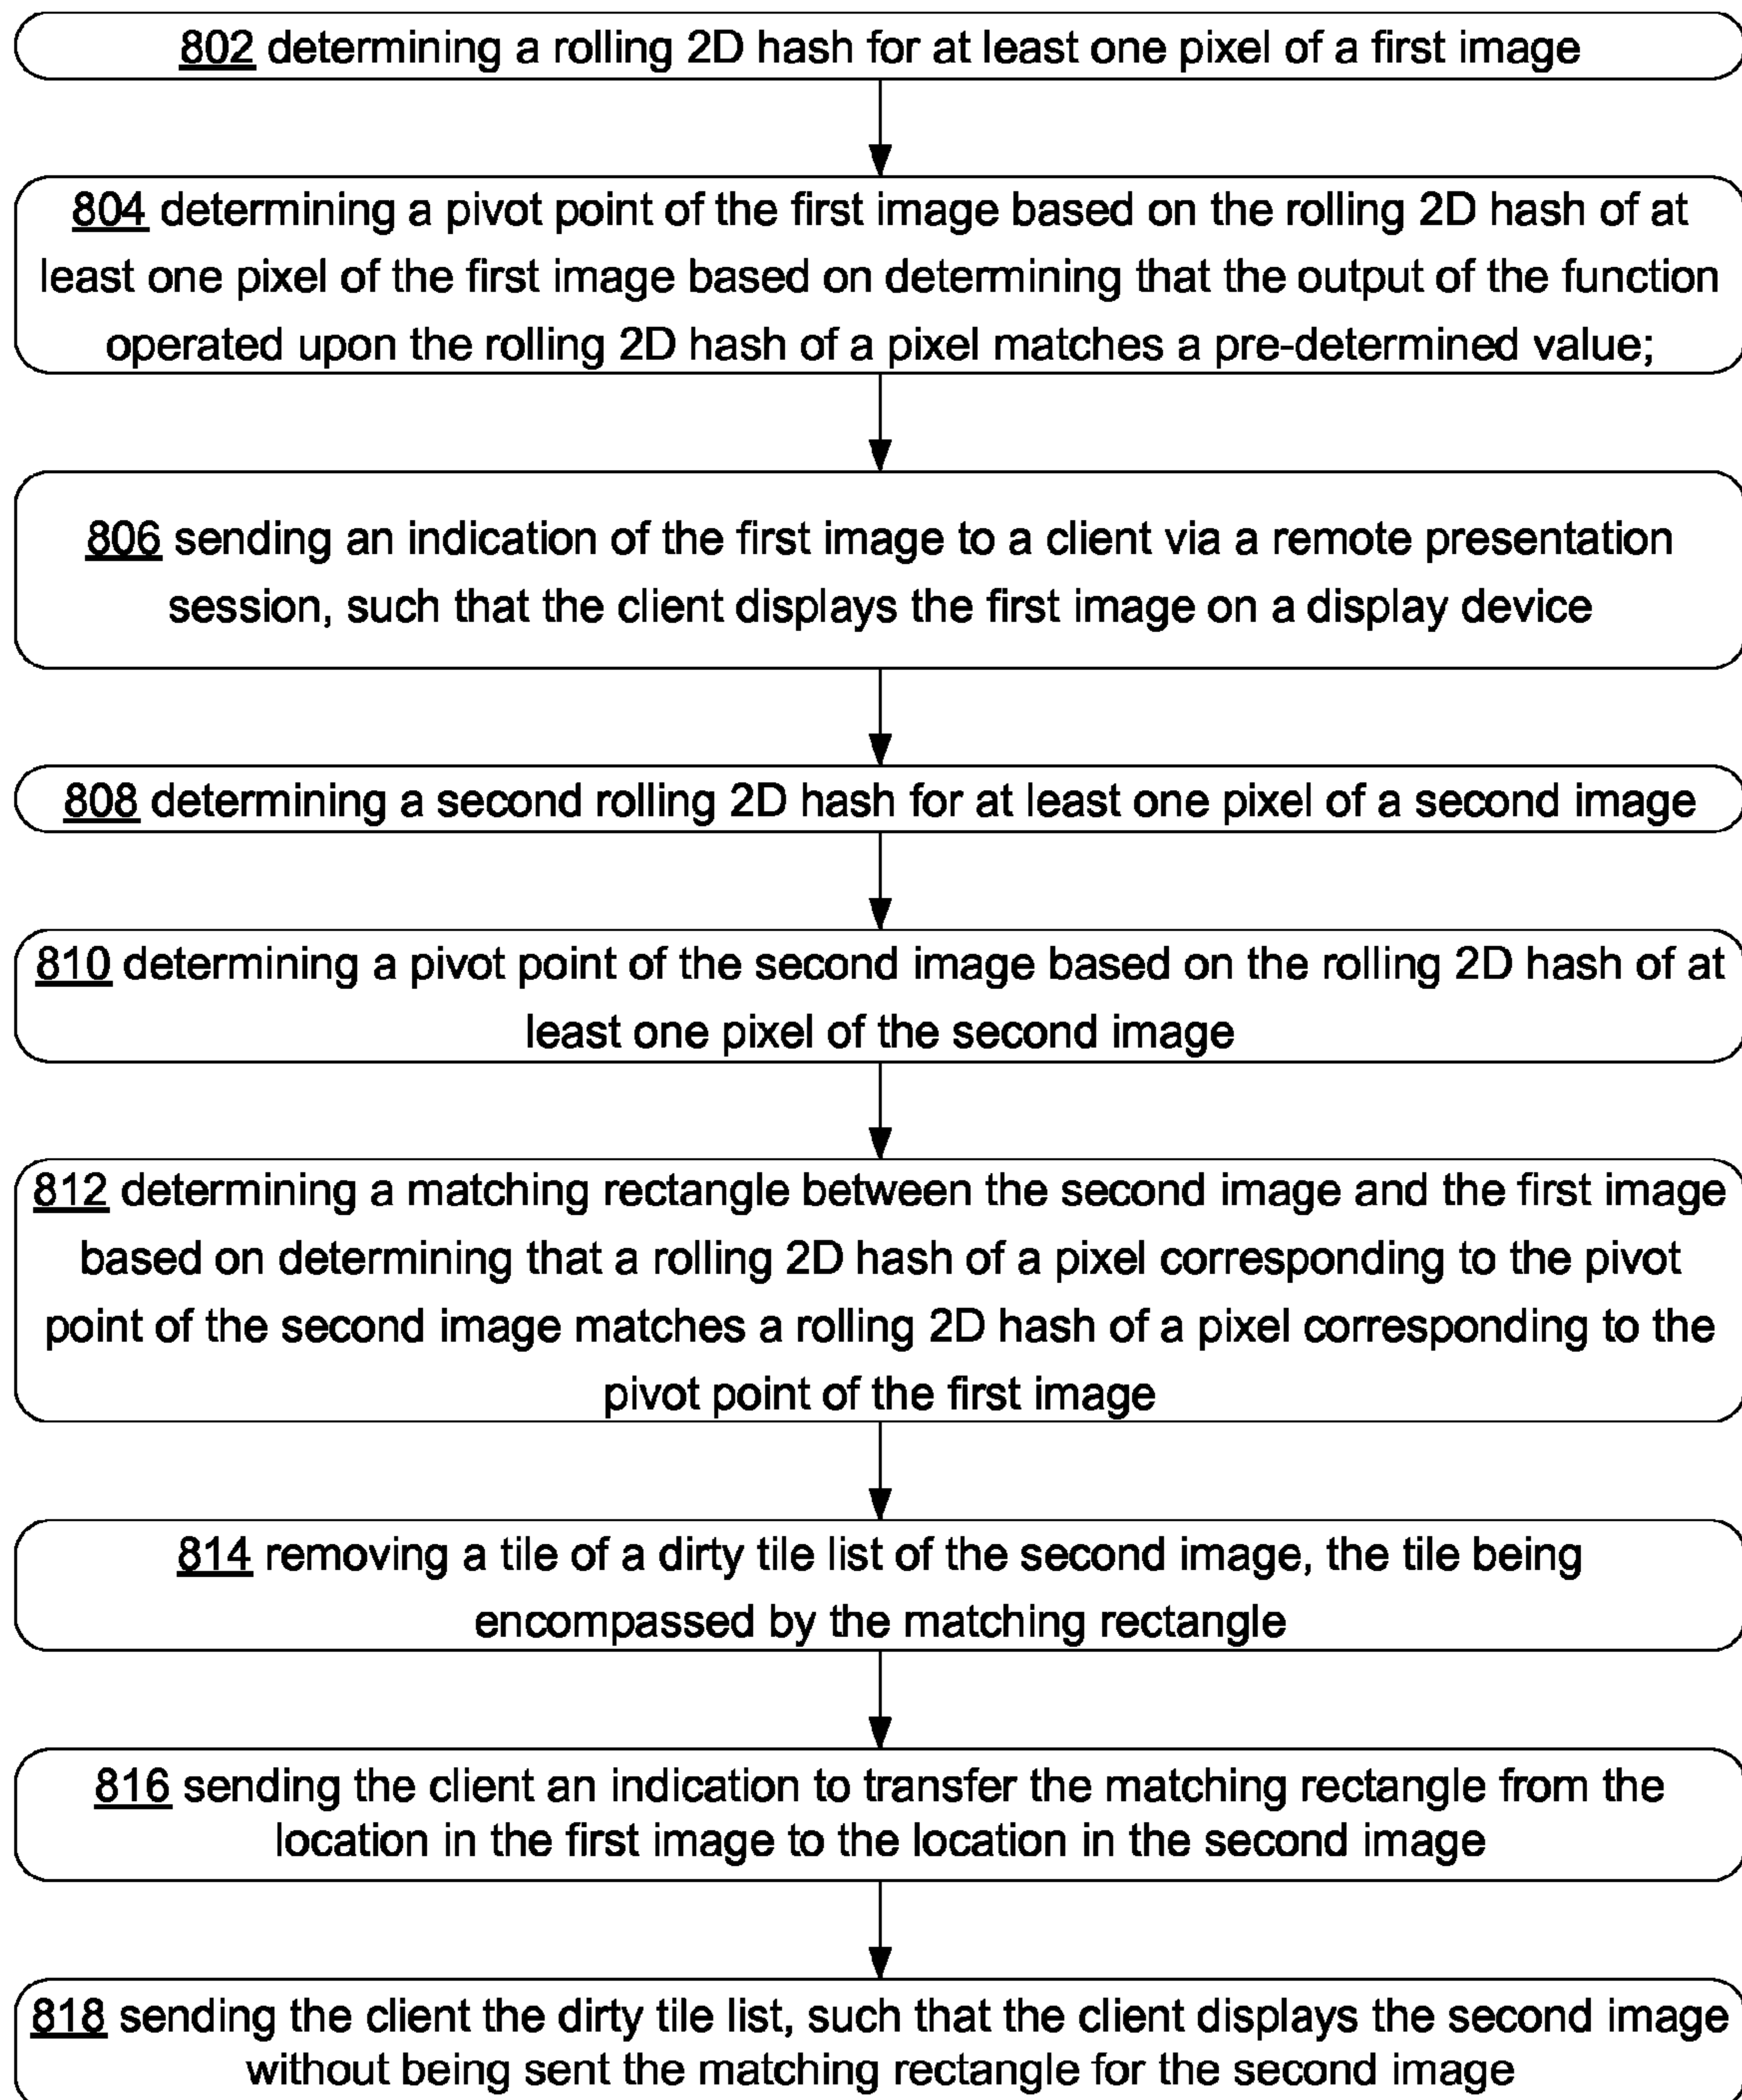 802 determining a rolling 2D hash for at least one pixel of a first image
804 determining a pivot point of the first image based on the rolling 2D hash of at
least one pixel of the first image based on determining that the output of the function
operated upon the rolling 2D hash of a pixel matches a pre-determined value;
806 sending an indication of the first image to a client via a remote presentation
session, such that the client displays the first image on a display device
808 determining a second rolling 2D hash for at least one pixel of a second image
810 determining a pivot point of the second image based on the rolling 2D hash of at
least one pixel of the second image
812 determining a matching rectangle between the second image and the first image
based on determining that a rolling 2D hash of a pixel corresponding to the pivot
point of the second image matches a rolling 2D hash of a pixel corresponding to the
pivot point of the first image
814 removing a tile of a dirty tile list of the second image, the tile being
encompassed by the matching rectangle
816 sending the client an indication to transfer the matching rectangle from the
location in the first image to the location in the second image
818 sending the client the dirty tile list, such that the client displays the second image
without being sent the matching rectangle for the second image